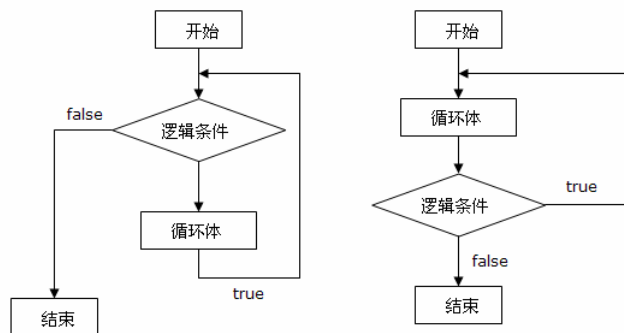 开始
false
逻辑条件
循环体
true
结束
开始
循环体
逻辑条件
true
false
结束